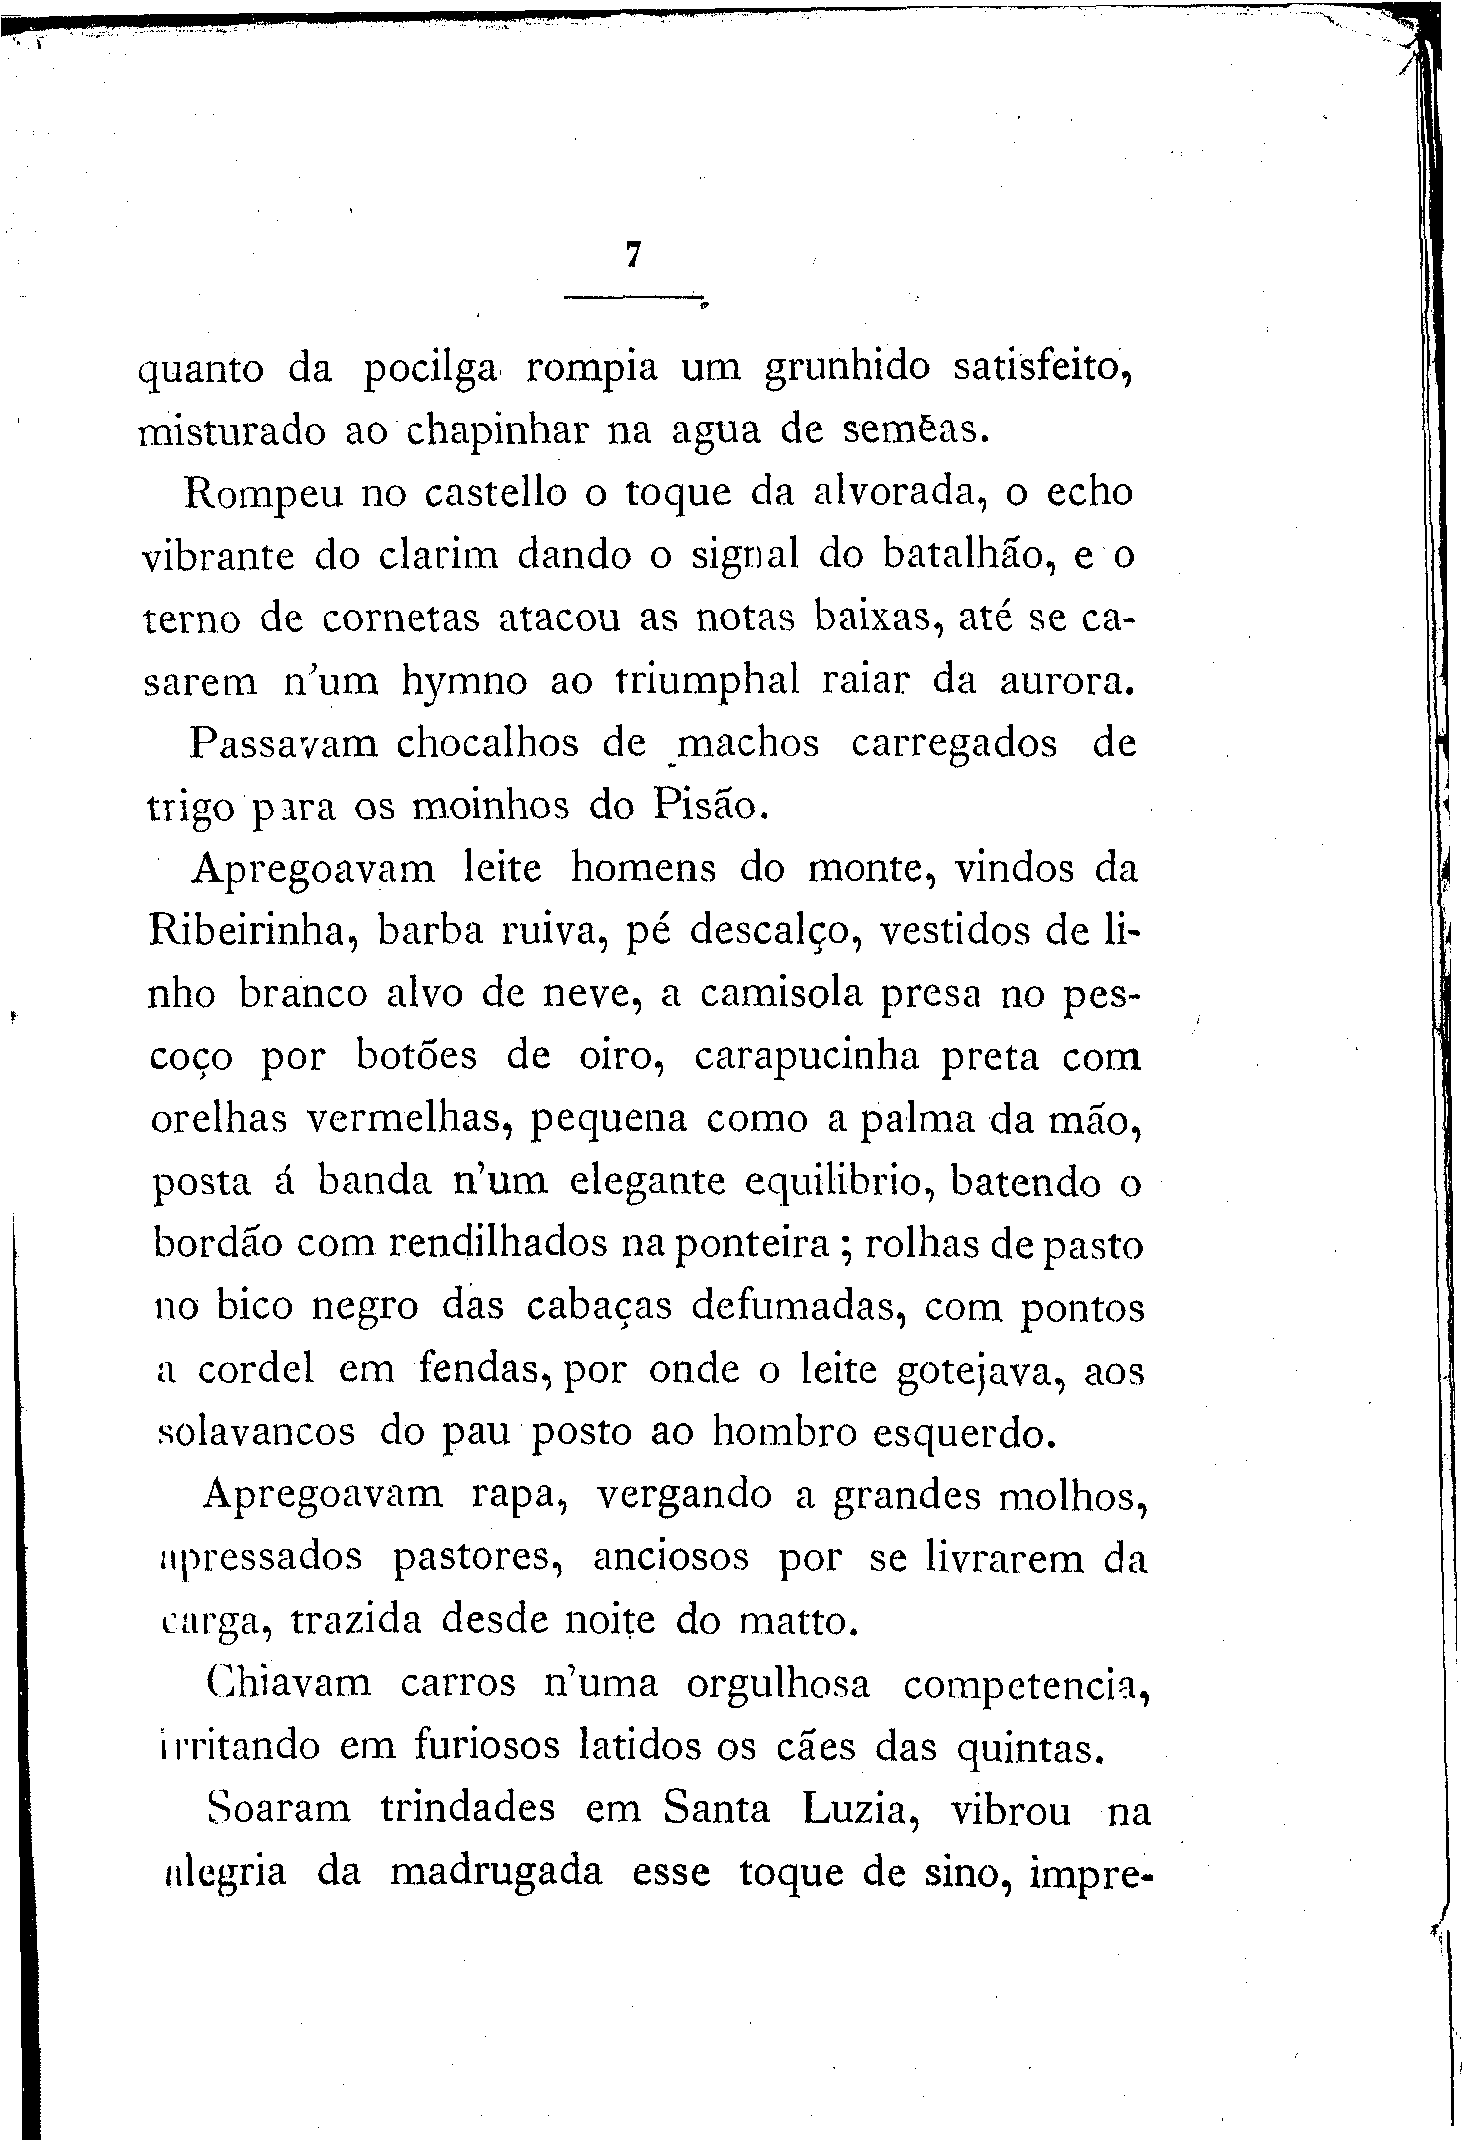 7
quanto da pocilga rompia um grunhido satisfeito,
misturado ao chapinhar na agua de semêas.
Rompeu no castello o toque da alvorada, o echo
vibrante do clarim dando o signal do batalhão, e o
terno de cornetas atacou as notas baixas, até se ca-
sarem n'um hymno ao triumphal raiar da aurora.
Passavam chocalhos de machos carregados de
trigo para os moinhos do Pisão.
Apregoavam leite homens do monte, vindos da
Ribeirinha, barba ruiva, pé descalço, vestidos de li-
nho branco alvo de neve, a camisola presa no pes-
coço por botões de oiro, carapucinha preta com
orelhas vermelhas, pequena como a palma da mão,
posta á banda n'um elegante equilibrio, batendo o
bordão com rendilhados na ponteira ; rolhas de pasto
no bico negro das cabaças defumadas, com pontos
a cordel em fendas, por onde o leite gotejava, aos
solavancos do pau posto ao hombro esquerdo.
Apregoavam rapa, vergando a grandes molhos,
apressados pastores, anciosos por se livrarem da
carga, trazida desde noite do matto.
Chiavam carros n'uma orgulhosa competencia,
irritando em furiosos latidos os cães das quintas.
Soaram trindades em Santa Luzia, vibrou na
alegria da madrugada esse toque de sino, impre-